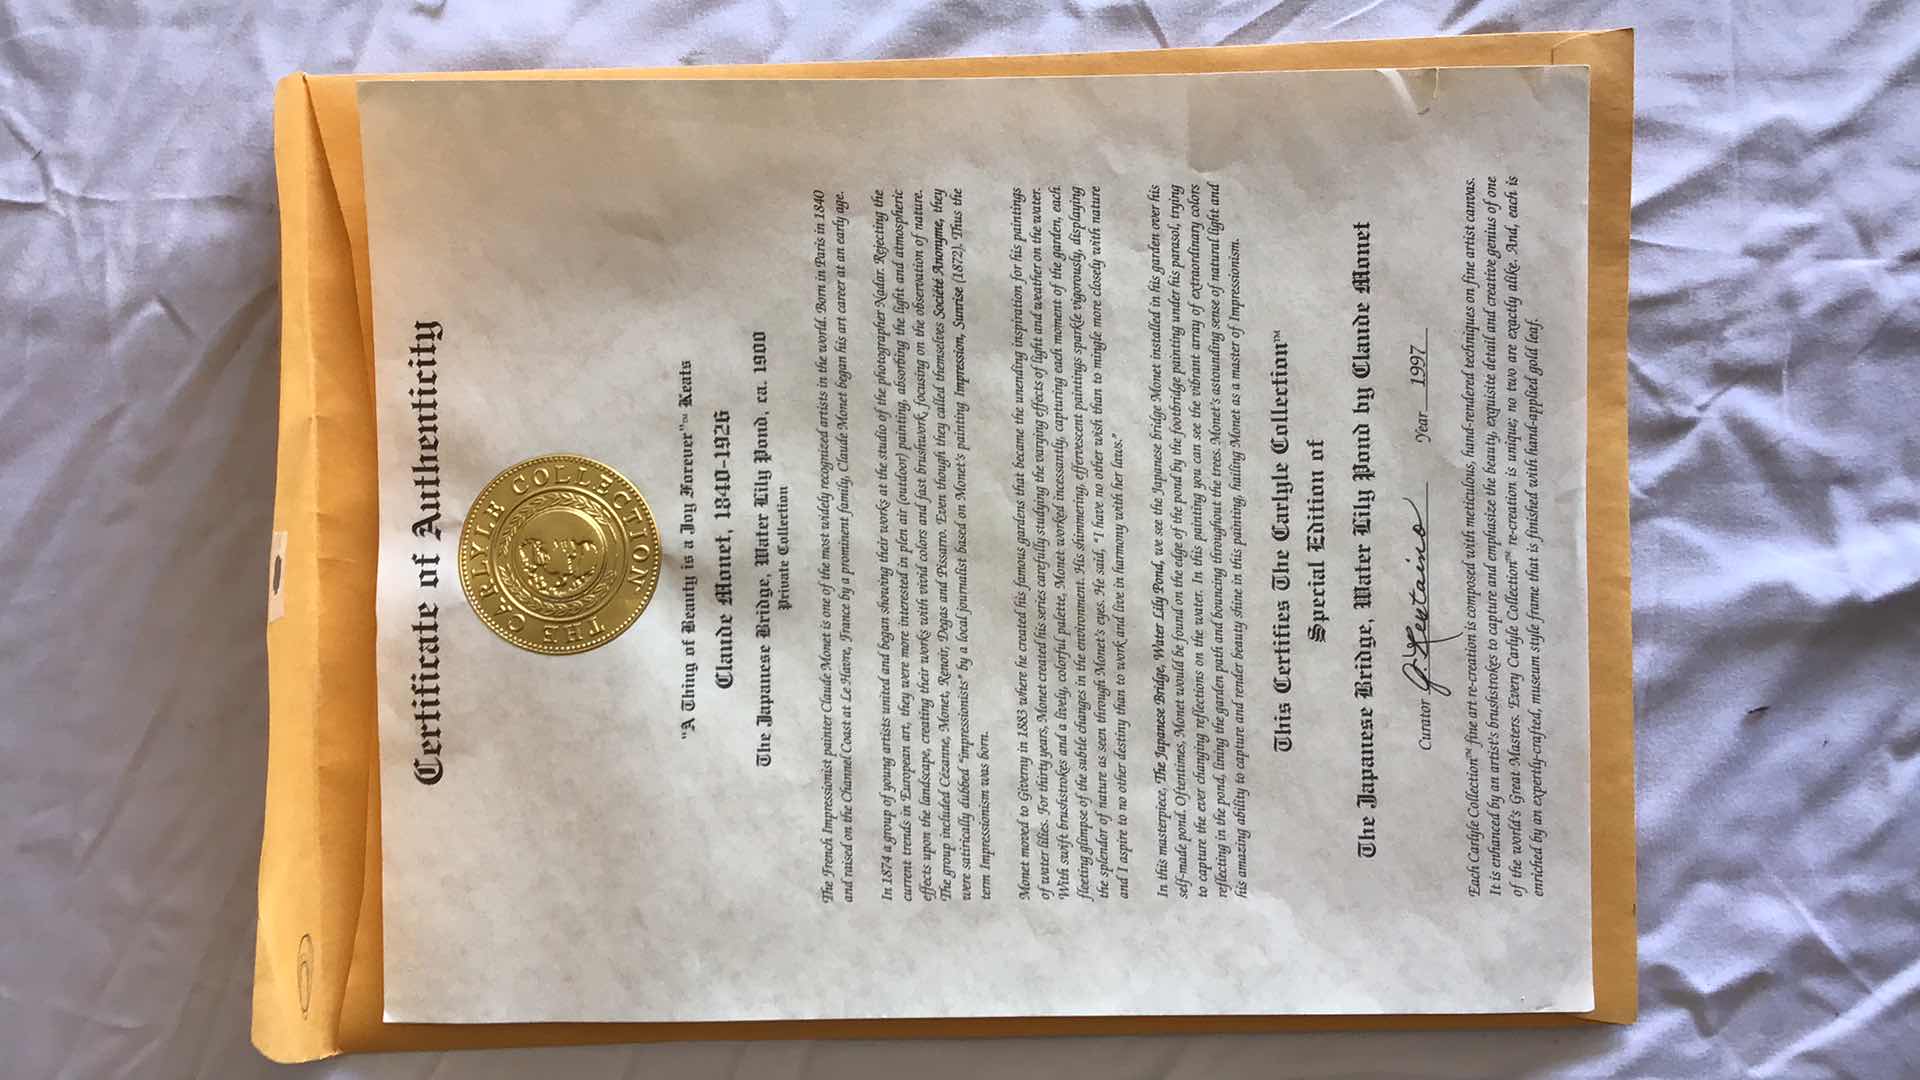 Certificate of Authenticity
THE CARLYLE COLLECTION
"A Thing of Beauty is a Joy Forever"™ Keats
Claude Monet, 1840-1926
The Japanese Bridge, Water Lily Pond, ca. 1900
Private Collection
The French Impressionist painter Claude Monet is one of the most widely recognized artists in the world. Born in Paris in 1840
and raised on the Channel Coast at Le Havre, France by a prominent family, Claude Monet began his art career at an early age.
In 1874 a group of young artists united and began showing their works at the studio of the photographer Nadar. Rejecting the
current trends in European art, they were more interested in plen air (outdoor) painting, absorbing the light and atmospheric
effects upon the landscape, creating their works with vivid colors and fast brushwork, focusing on the observation of nature.
The group included Cézanne, Monet, Renoir, Degas and Pissarro. Even though they called themselves Société Anonyme, they
were satirically dubbed "impressionists" by a local journalist based on Monet's painting Impression, Sunrise (1872). Thus the
term Impressionism was born.
Monet moved to Giverny in 1883 where he created his famous gardens that became the unending inspiration for his paintings
of water lilies. For thirty years, Monet created his series carefully studying the varying effects of light and weather on the water.
With swift brushstrokes and a lively, colorful palette, Monet worked incessantly, capturing each moment of the garden, each
fleeting glimpse of the subtle changes in the environment. His shimmering, effervescent paintings sparkle vigorously, displaying
the splendor of nature as seen through Monet's eyes. He said, "I have no other wish than to mingle more closely with nature
and I aspire to no other destiny than to work and live in harmony with her laws."
In this masterpiece, The Japanese Bridge, Water Lily Pond, we see the Japanese bridge Monet installed in his garden over his
self-made pond. Oftentimes, Monet would be found on the edge of the pond by the footbridge painting under his parasol, trying
to capture the ever changing reflections on the water. In this painting you can see the vibrant array of extraordinary colors
reflecting in the pond, lining the garden path and bouncing throughout the trees. Monet's astounding sense of natural light and
his amazing ability to capture and render beauty shine in this painting, hailing Monet as a master of Impressionism.
This Certifies The Carlyle Collection™
Special Edition of
The Japanese Bridge, Water Lily Pond by Claude Monet
Curator Year 1997
Each Carlyle Collection™ fine art re-creation is composed with meticulous, hand-rendered techniques on fine artist canvas.
It is enhanced by an artist's brushstrokes to capture and emphasize the beauty, exquisite detail and creative genius of one
of the world's Great Masters. Every Carlyle Collection™ re-creation is unique; no two are exactly alike. And, each is
enriched by an expertly-crafted, museum style frame that is finished with hand-applied gold leaf.